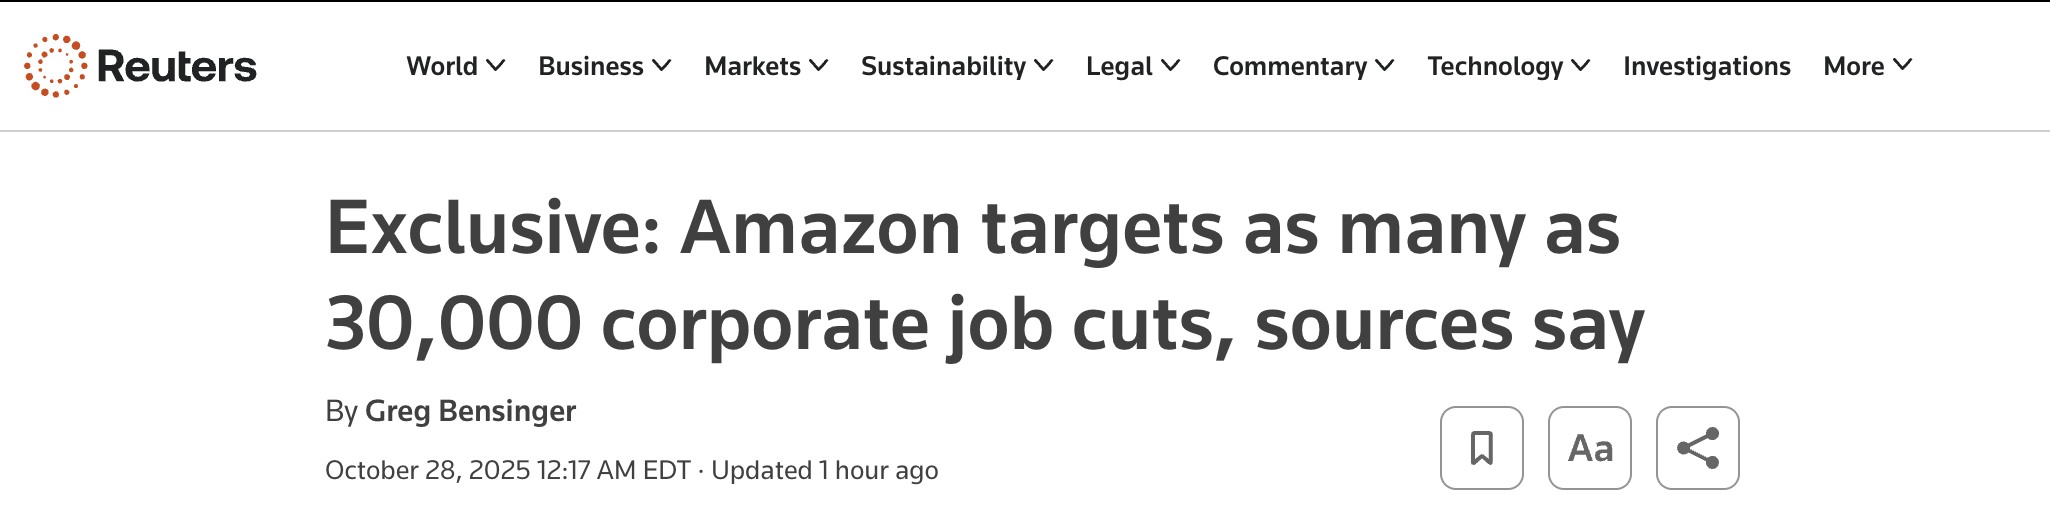 Reuters
World Business Markets Sustainability Legal Commentary Technology Investigations More
Exclusive: Amazon targets as many as
30,000 corporate job cuts, sources say
By Greg Bensinger
October 28, 2025 12:17 AM EDT · Updated 1 hour ago
Aa